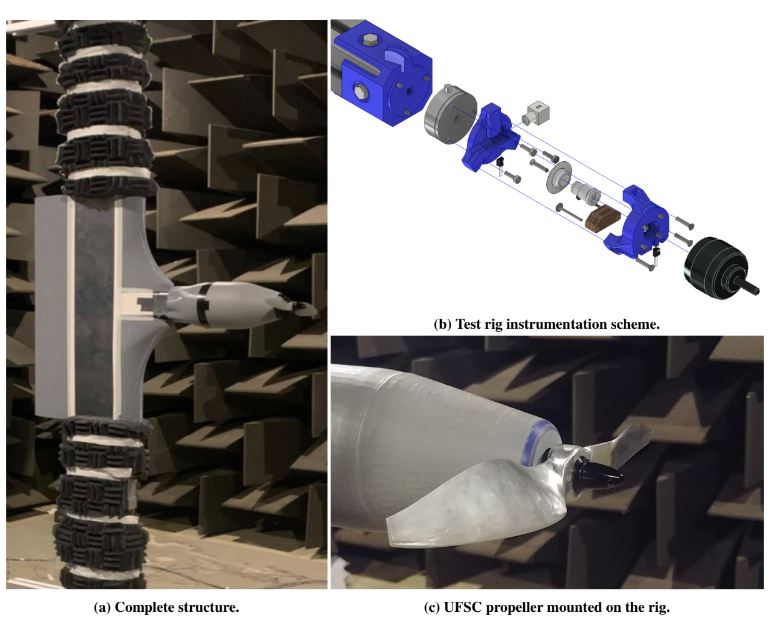 (b) Test rig instrumentation scheme.
(a) Complete structure.
(c) UFSC propeller mounted on the rig.